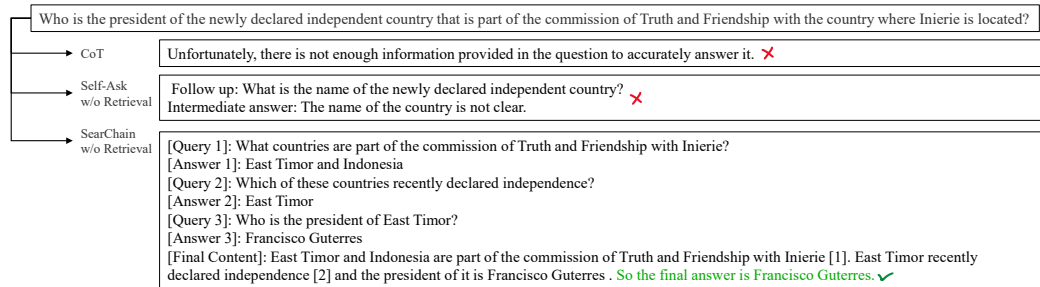 Who is the president of the newly declared independent country that is part of the commission of Truth and Friendship with the country where Inierie is located?
CoT
Unfortunately, there is not enough information provided in the question to accurately answer it.
Self-Ask
w/o Retrieval
Follow up: What is the name of the newly declared independent country?
Intermediate answer: The name of the country is not clear.
SearChain
w/o Retrieval
[Query 1]: What countries are part of the commission of Truth and Friendship with Inierie?
[Answer 1]: East Timor and Indonesia
[Query 2]: Which of these countries recently declared independence?
[Answer 2]: East Timor
[Query 3]: Who is the president of East Timor?
[Answer 3]: Francisco Guterres
[Final Content]: East Timor and Indonesia are part of the commission of Truth and Friendship with Inierie [1]. East Timor recently
declared independence [2] and the president of it is Francisco Guterres . So the final answer is Francisco Guterres.